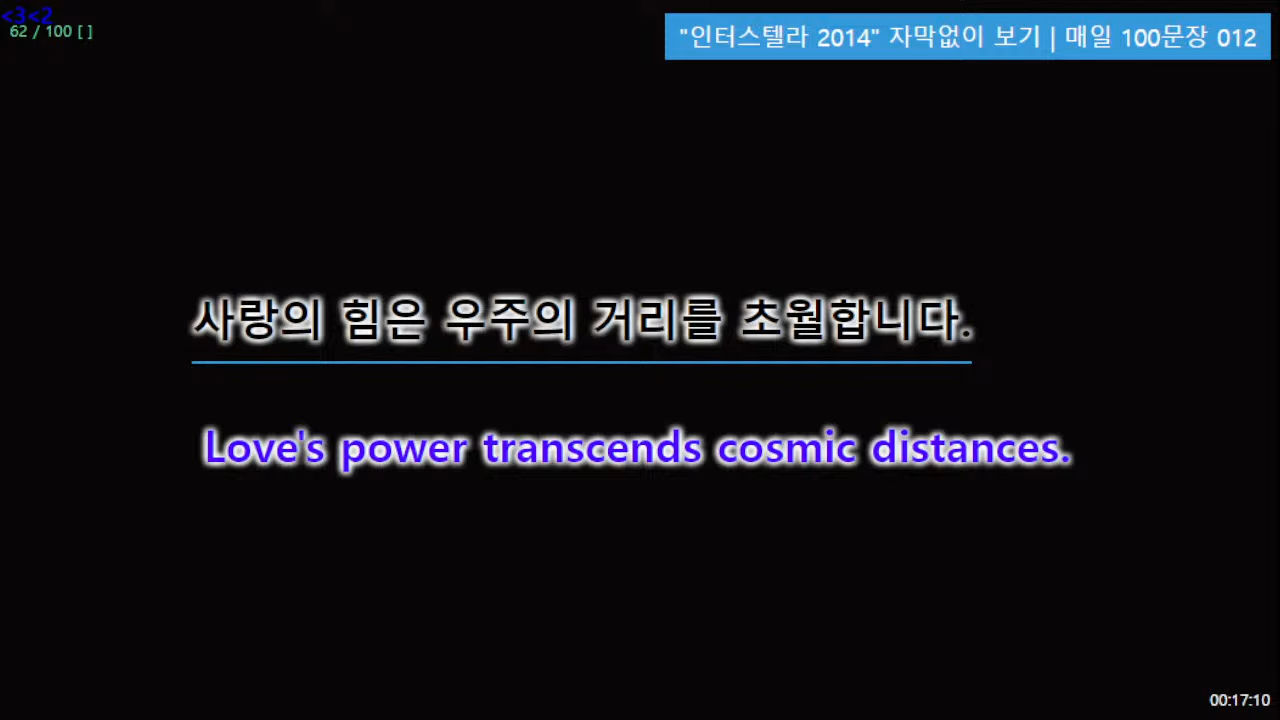 <3<2
62 / 100 [ ]
"인터스텔라 2014" 자막없이 보기 | 매일 100문장 012
사랑의 힘은 우주의 거리를 초월합니다.
Love's power transcends cosmic distances.
00:17:10